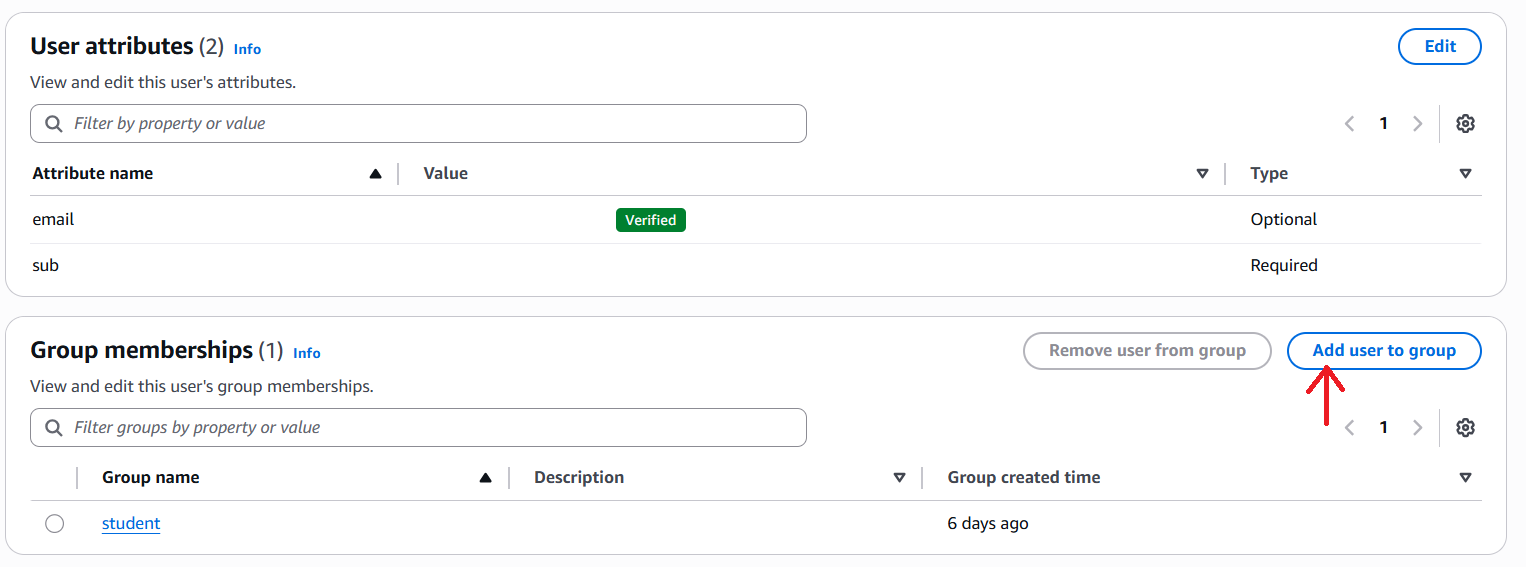 User attributes (2) Info
Edit
View and edit this user's attributes.
Filter by property or value
1
Attribute name Value Type
email Verified Optional
sub Required
Group memberships (1) Info
Remove user from group
Add user to group
View and edit this user's group memberships.
Filter groups by property or value
1
Group name Description Group created time
student 6 days ago